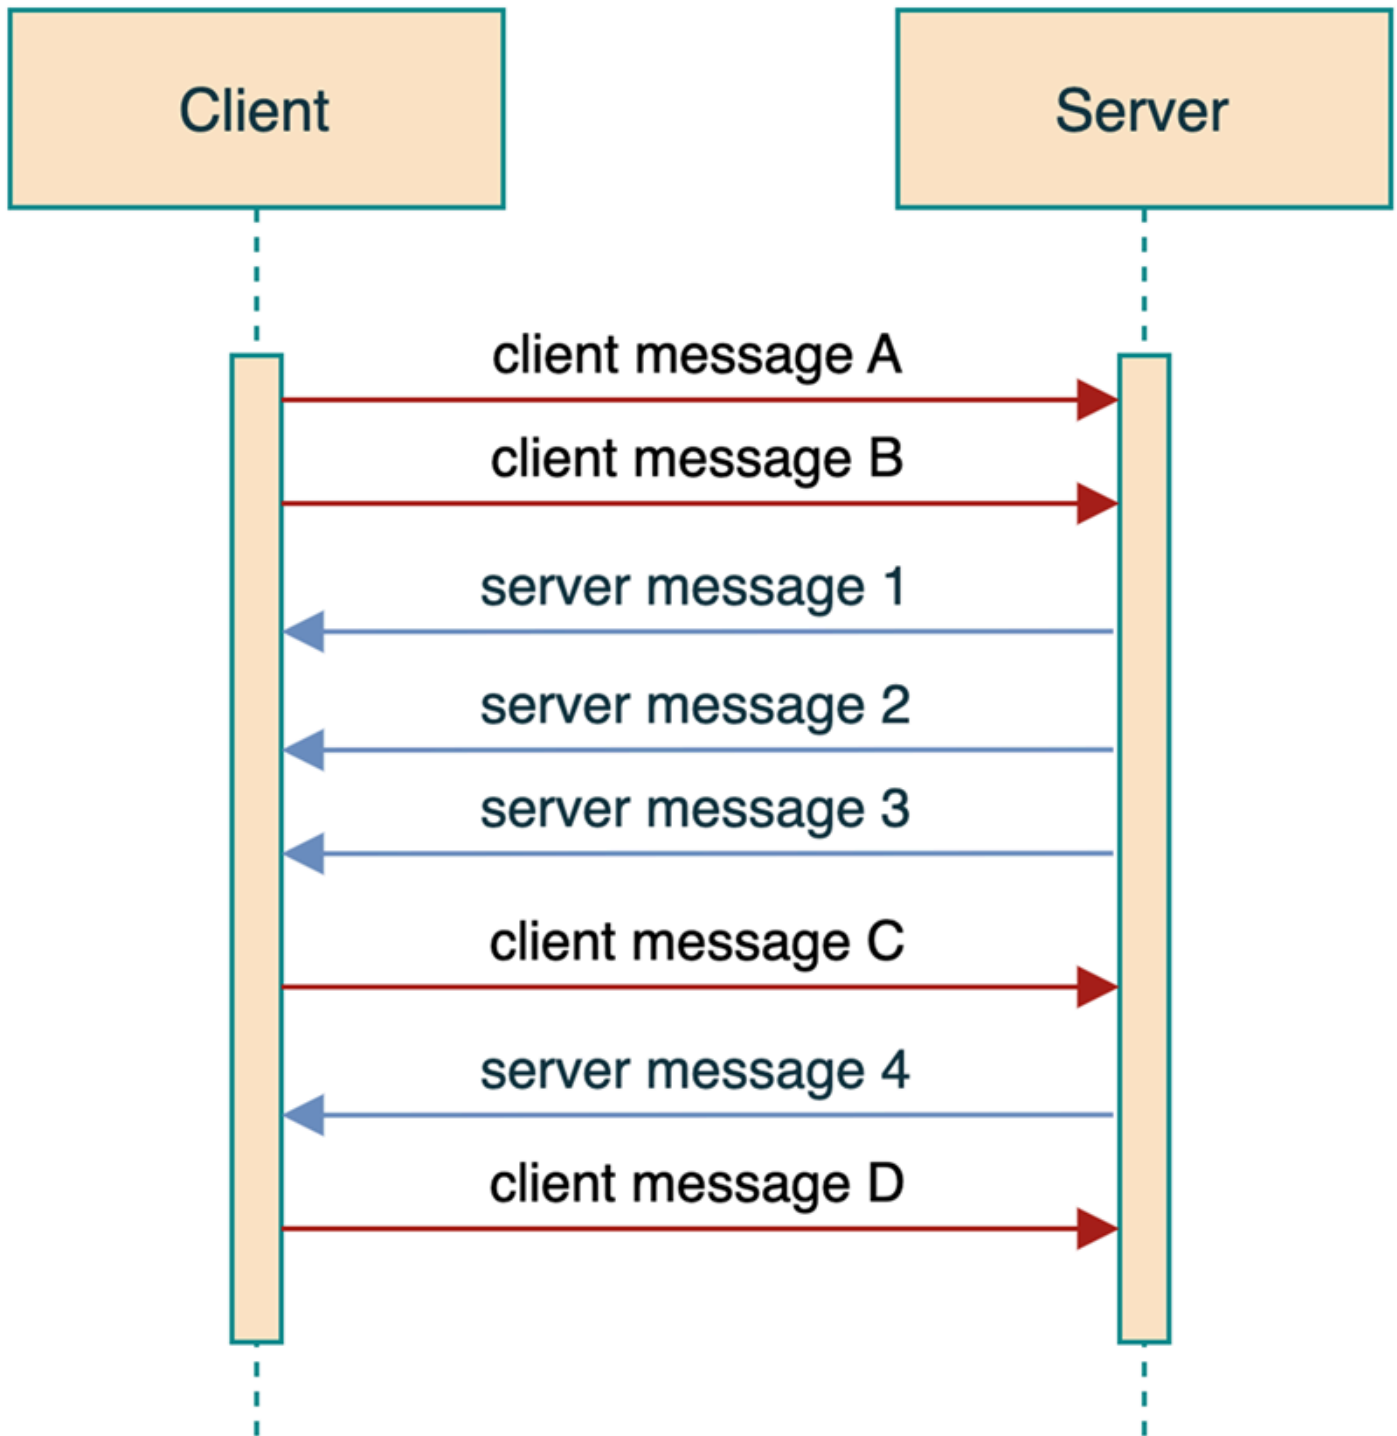 Client
Server
client message A
client message B
server message 1
server message 2
server message 3
client message C
server message 4
client message D